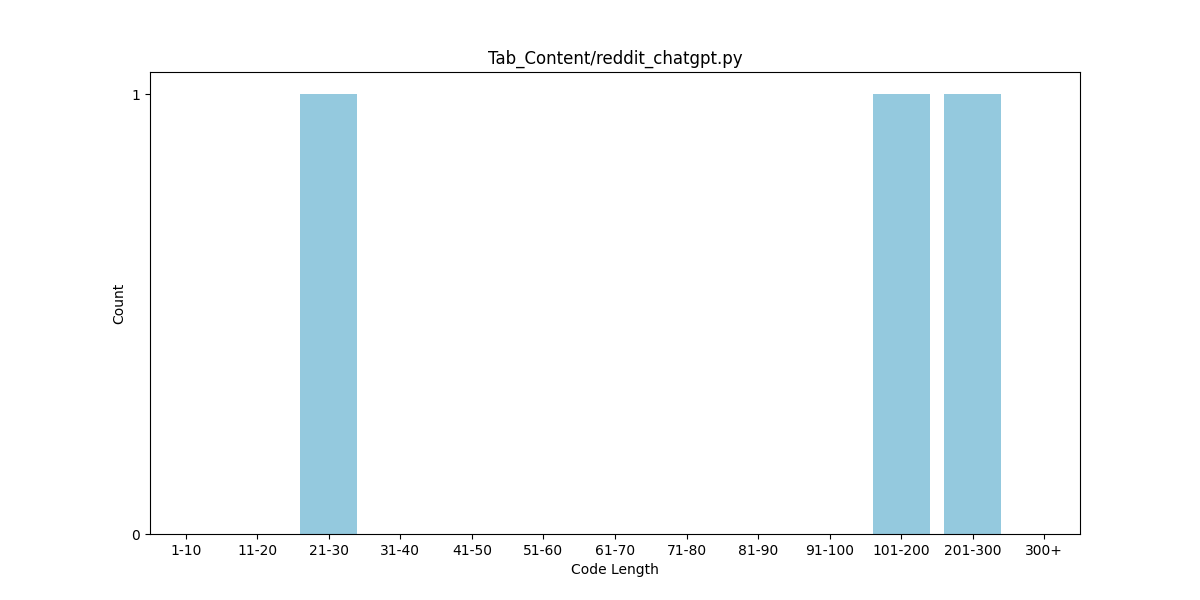 Tab_Content/reddit_chatgpt.py
1
Count
0
1-10 11-20 21-30 31-40 41-50 51-60 61-70 71-80 81-90 91-100 101-200 201-300 300+
Code Length